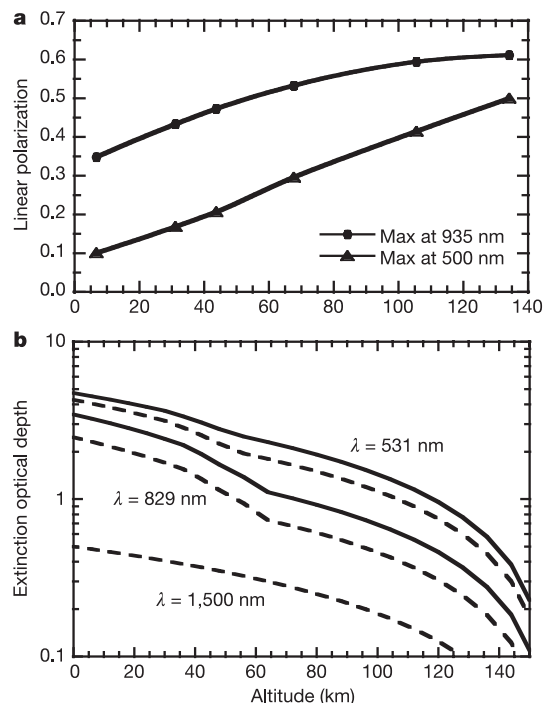 a
0.7
0.6
0.5
0.4
0.3
0.2
0.1
0.0
Linear polarization
Max at 935 nm
Max at 500 nm
0 20 40 60 80 100 120 140
b
10
1
0.1
Extinction optical depth
λ = 531 nm
λ = 829 nm
λ = 1,500 nm
0 20 40 60 80 100 120 140
Altitude (km)